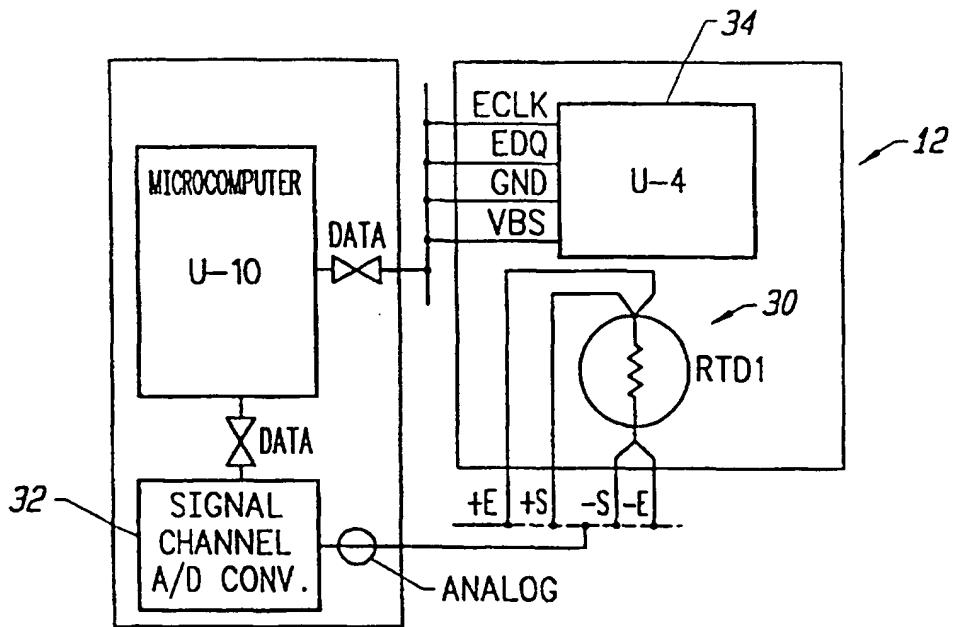 34
ECLK
EDQ
GND
VBS
U-4
12
MICROCOMPUTER
U-10
DATA
30
RTD1
DATA
32
SIGNAL
CHANNEL
A/D CONV.
+E +S -S -E
ANALOG